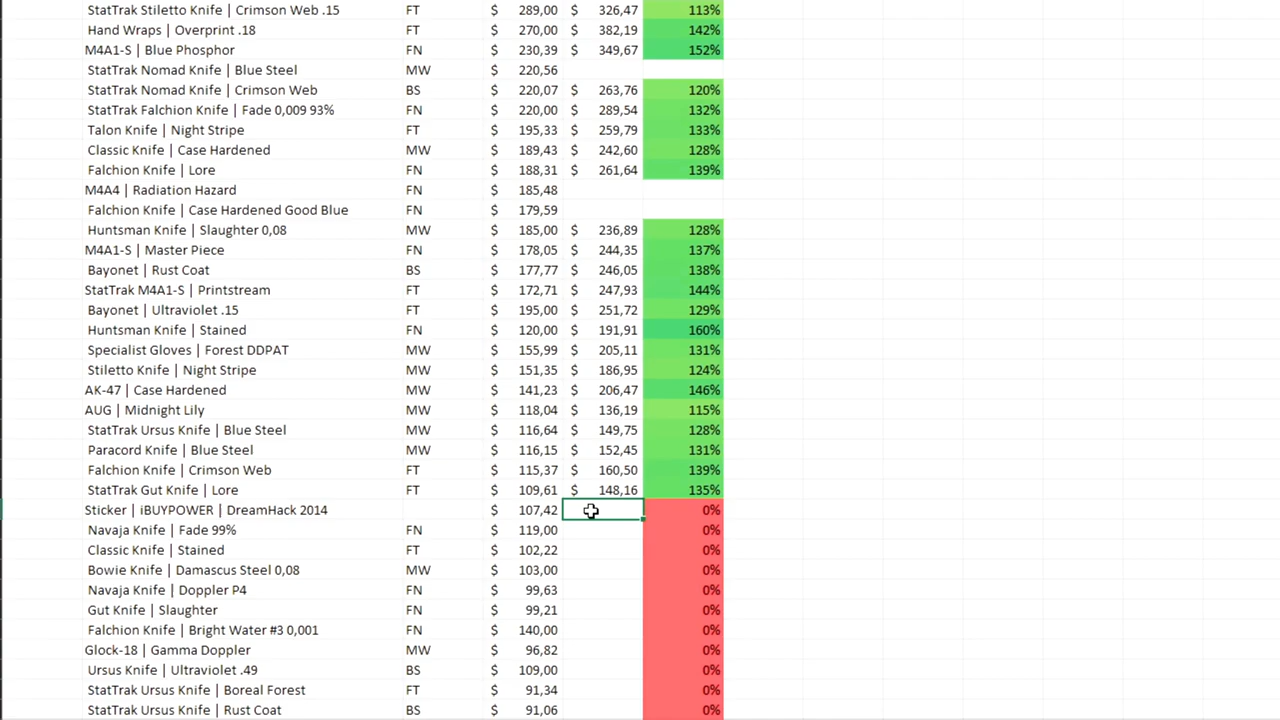 StatTrak Stiletto Knife | Crimson Web .15 FT $ 289,00 $ 326,47 113%
Hand Wraps | Overprint .18 FT $ 270,00 $ 382,19 142%
M4A1-S | Blue Phosphor FN $ 230,39 $ 349,67 152%
StatTrak Nomad Knife | Blue Steel MW $ 220,56
StatTrak Nomad Knife | Crimson Web BS $ 220,07 $ 263,76 120%
StatTrak Falchion Knife | Fade 0,009 93% FN $ 220,00 $ 289,54 132%
Talon Knife | Night Stripe FT $ 195,33 $ 259,79 133%
Classic Knife | Case Hardened MW $ 189,43 $ 242,60 128%
Falchion Knife | Lore FN $ 188,31 $ 261,64 139%
M4A4 | Radiation Hazard FN $ 185,48
Falchion Knife | Case Hardened Good Blue FN $ 179,59
Huntsman Knife | Slaughter 0,08 MW $ 185,00 $ 236,89 128%
M4A1-S | Master Piece FN $ 178,05 $ 244,35 137%
Bayonet | Rust Coat BS $ 177,77 $ 246,05 138%
StatTrak M4A1-S | Printstream FT $ 172,71 $ 247,93 144%
Bayonet | Ultraviolet .15 FT $ 195,00 $ 251,72 129%
Huntsman Knife | Stained FN $ 120,00 $ 191,91 160%
Specialist Gloves | Forest DDPAT MW $ 155,99 $ 205,11 131%
Stiletto Knife | Night Stripe MW $ 151,35 $ 186,95 124%
AK-47 | Case Hardened MW $ 141,23 $ 206,47 146%
AUG | Midnight Lily MW $ 118,04 $ 136,19 115%
StatTrak Ursus Knife | Blue Steel MW $ 116,64 $ 149,75 128%
Paracord Knife | Blue Steel MW $ 116,15 $ 152,45 131%
Falchion Knife | Crimson Web FT $ 115,37 $ 160,50 139%
StatTrak Gut Knife | Lore FT $ 109,61 $ 148,16 135%
Sticker | iBUYPOWER | DreamHack 2014 $ 107,42 0%
Navaja Knife | Fade 99% FN $ 119,00 0%
Classic Knife | Stained FT $ 102,22 0%
Bowie Knife | Damascus Steel 0,08 MW $ 103,00 0%
Navaja Knife | Doppler P4 FN $ 99,63 0%
Gut Knife | Slaughter FN $ 99,21 0%
Falchion Knife | Bright Water #3 0,001 FN $ 140,00 0%
Glock-18 | Gamma Doppler MW $ 96,82 0%
Ursus Knife | Ultraviolet .49 BS $ 109,00 0%
StatTrak Ursus Knife | Boreal Forest FT $ 91,34 0%
StatTrak Ursus Knife | Rust Coat BS $ 91,06 0%